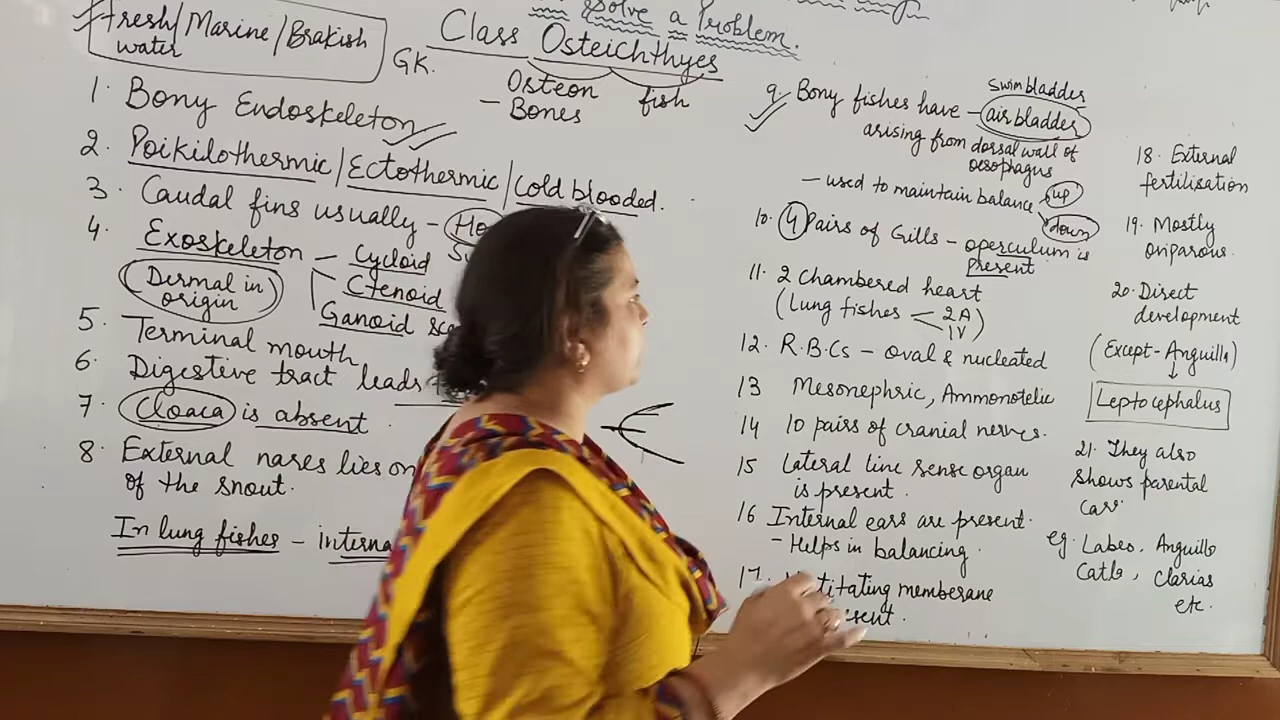 Solve a Problem.
Fresh/Marine/Brakish
water
Class Osteichthyes
GK.
Osteon
fish
- Bones
1. Bony Endoskeleton
2. Poikilothermic/Ectothermic/Cold blooded.
3. Caudal fins usually -
4. Exoskeleton - Cycloid
Ctenoid
Ganoid
Dermal in
origin
5. Terminal mouth
6. Digestive tract leads
7. Cloaca is absent.
8. External nares lies on
of the snout.
In lung fishes -
9. Bony fishes have - air bladder
Swim bladder
arising from dorsal wall of
oesophagus
- used to maintain balance
up
down
10. 4 Pairs of Gills - operculum is
present
11. 2 Chambered heart
(Lung fishes 2A
1V)
12. R.B.Cs - oval & nucleated
13 Mesonephric, Ammonotelic
14 10 pairs of cranial nerves.
15 Lateral line sense organ
is present.
16 Internal ears are present.
- Helps in balancing.
17. memberane
18. External
fertilisation
19. Mostly
oviparous.
20. Direct
development
(Except - Anguilla)
↓
Leptocephalus
21. They also
shows parental
eg. Labeo, Anguilla
Catla, Clarias
etc.